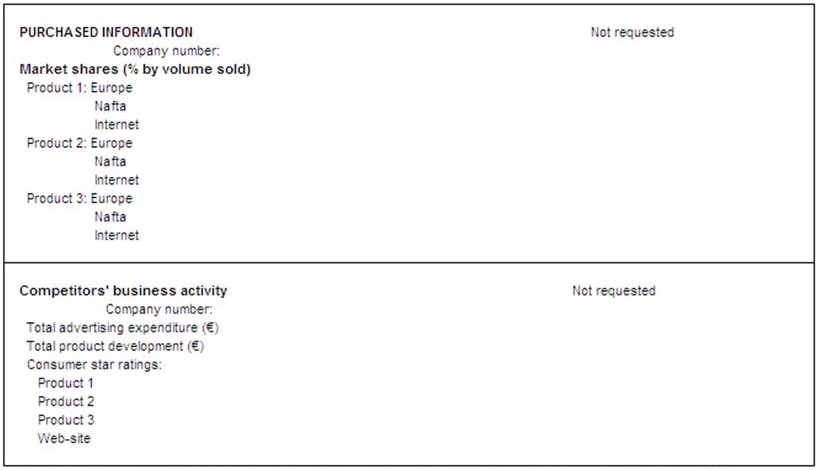 PURCHASED INFORMATION Not requested
Company number:
Market shares (% by volume sold)
Product 1: Europe
Nafta
Internet
Product 2: Europe
Nafta
Internet
Product 3: Europe
Nafta
Internet
Competitors' business activity Not requested
Company number:
Total advertising expenditure (€)
Total product development (€)
Consumer star ratings:
Product 1
Product 2
Product 3
Web-site